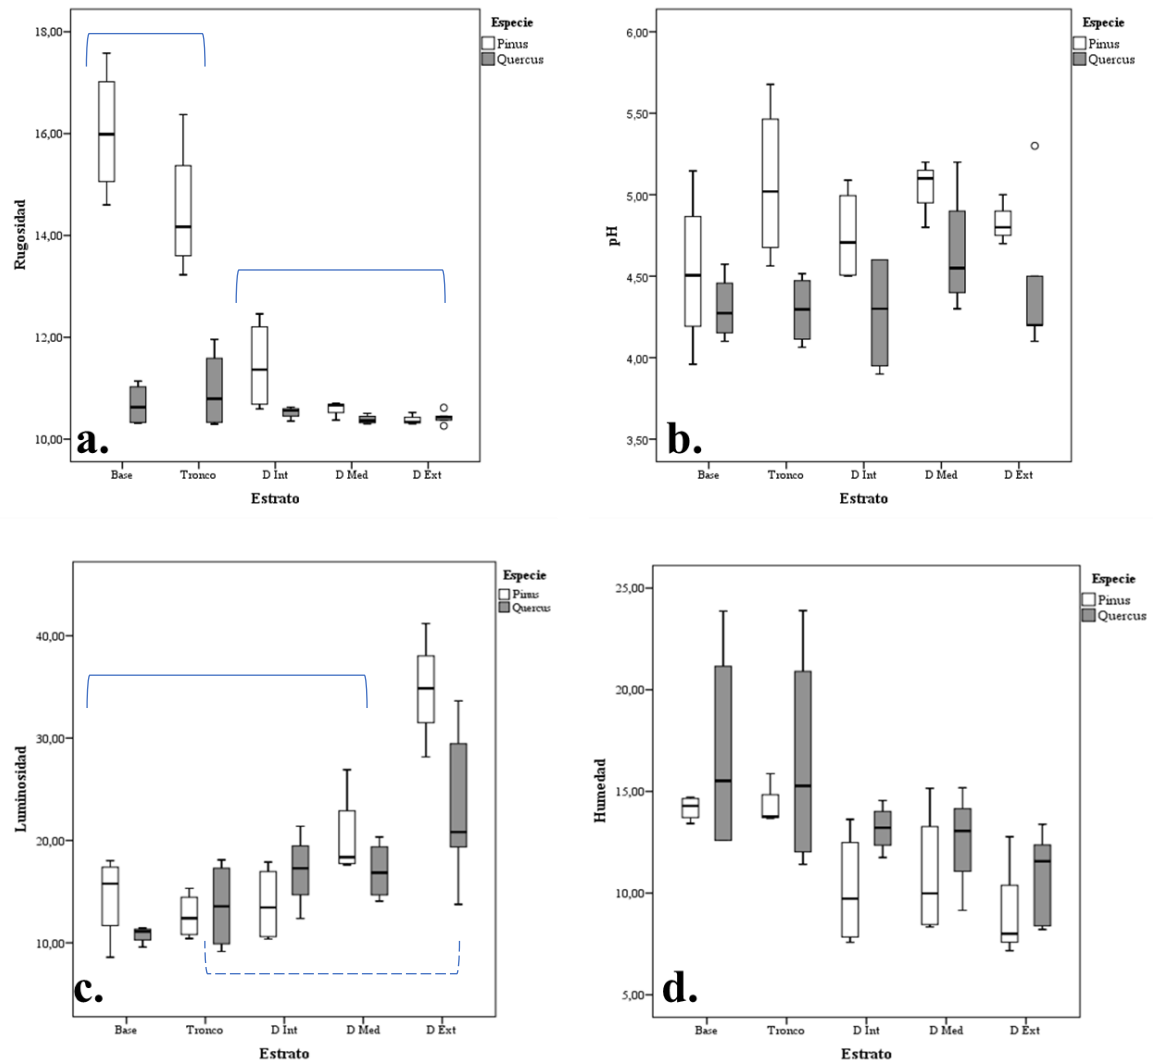 Especie
Pinus
Quercus
18,00
16,00
14,00
12,00
10,00
Rugosidad
a.
Base Tronco D Int D Med D Ext
Estrato
Especie
Pinus
Quercus
6,00
5,50
5,00
4,50
4,00
3,50
pH
b.
Base Tronco D Int D Med D Ext
Estrato
Especie
Pinus
Quercus
40,00
30,00
20,00
10,00
Luminosidad
c.
Base Tronco D Int D Med D Ext
Estrato
Especie
Pinus
Quercus
25,00
20,00
15,00
10,00
5,00
Humedad
d.
Base Tronco D Int D Med D Ext
Estrato